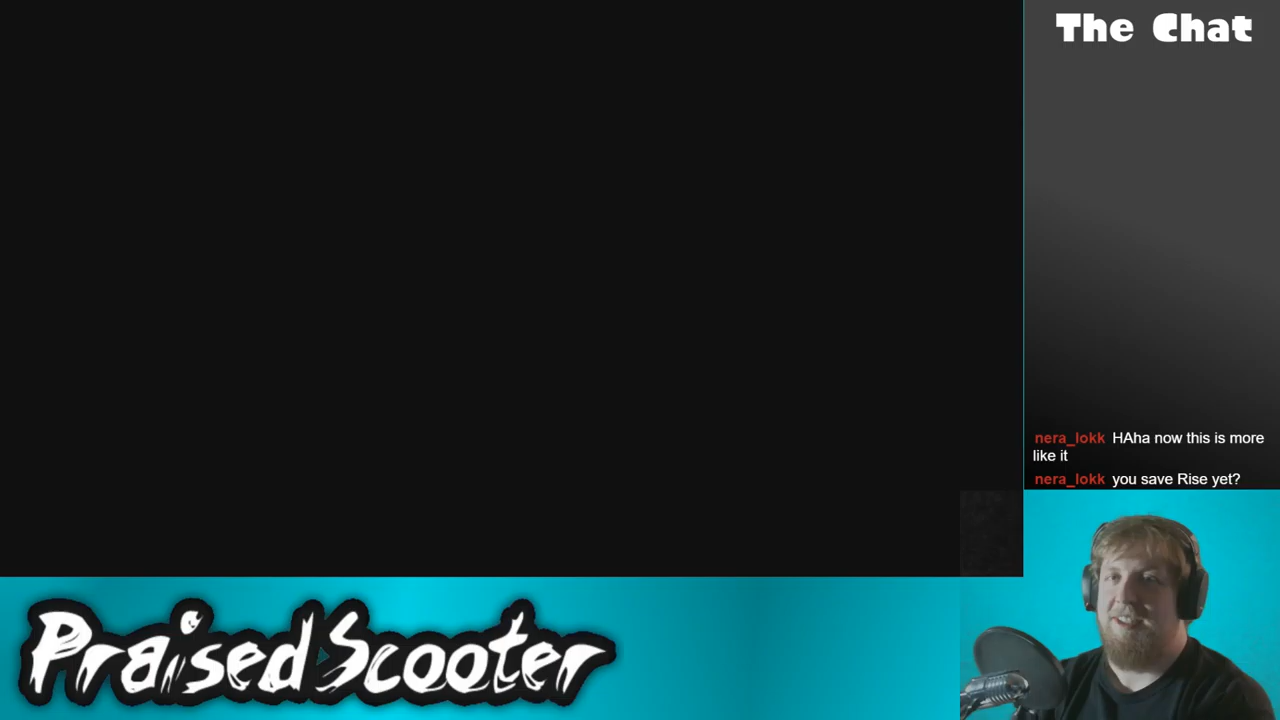 The Chat
nera_lokk HAha now this is more
like it
nera_lokk you save Rise yet?
PraisedScooter